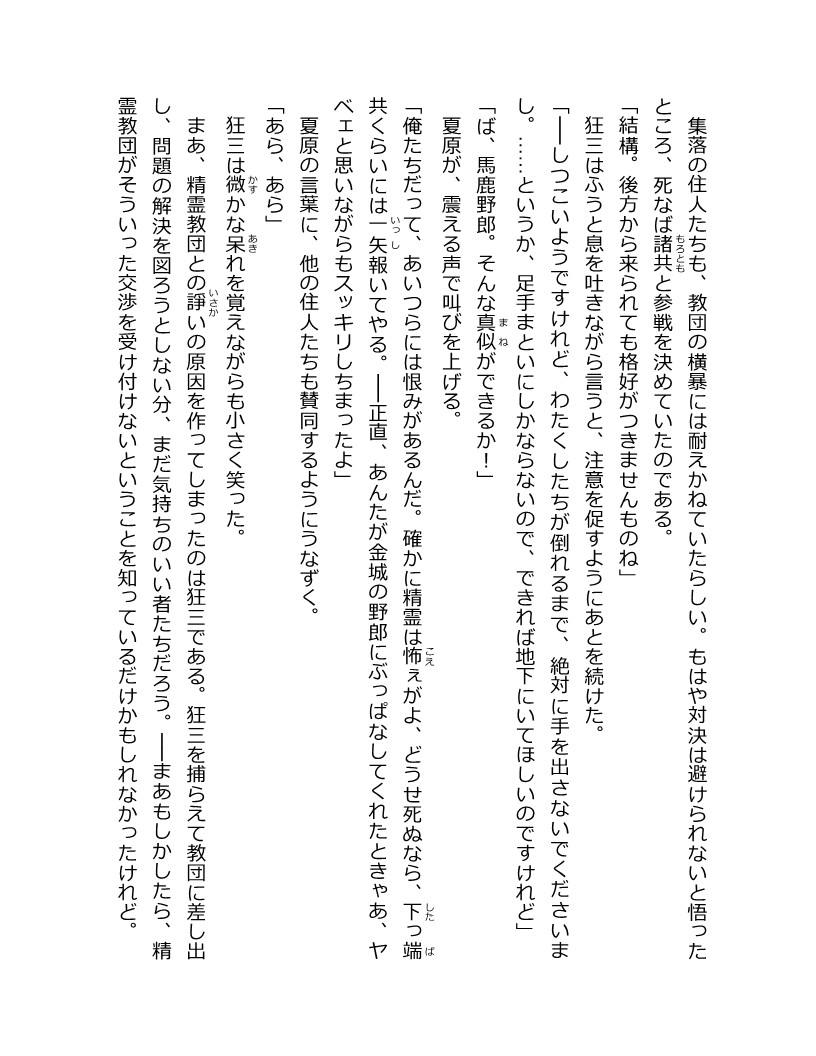 集落の住人たちも、教団の横暴には耐えかねていたらしい。もはや対決は避けられないと悟った
ところ、死なば諸共と参戦を決めていたのである。
「結構。後方から来られても格好がつきませんものね」
狂三はふうと息を吐きながら言うと、注意を促すようにあとを続けた。
「――しつこいようですけれど、わたくしたちが倒れるまで、絶対に手を出さないでくださいま
し。……というか、足手まといにしかならないので、できれば地下にいてほしいのですけれど」
「ば、馬鹿野郎。そんな真似ができるか！」
夏原が、震える声で叫びを上げる。
「俺たちだって、あいつらには恨みがあるんだ。確かに精霊は怖ぇがよ、どうせ死ぬなら、下っ端
共くらいには一矢報いてやる。――正直、あんたが金城の野郎にぶっぱなしてくれたときゃあ、ヤ
ベェと思いながらもスッキリしちまったよ」
夏原の言葉に、他の住人たちも賛同するようにうなずく。
「あら、あら」
狂三は微かな呆れを覚えながらも小さく笑った。
まあ、精霊教団との諍いの原因を作ってしまったのは狂三である。狂三を捕らえて教団に差し出
し、問題の解決を図ろうとしない分、まだ気持ちのいい者たちだろう。――まあもしかしたら、精
霊教団がそういった交渉を受け付けないということを知っているだけかもしれなかったけれど。